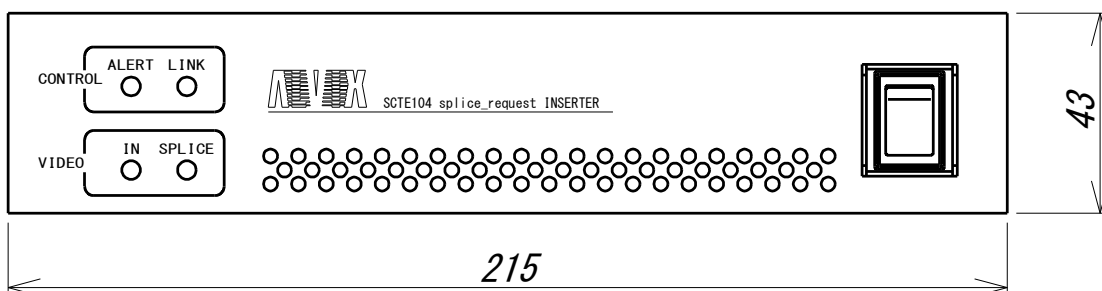 ALERT LINK
CONTROL
SCTE104 splice_request INSERTER
IN SPLICE
VIDEO
43
215